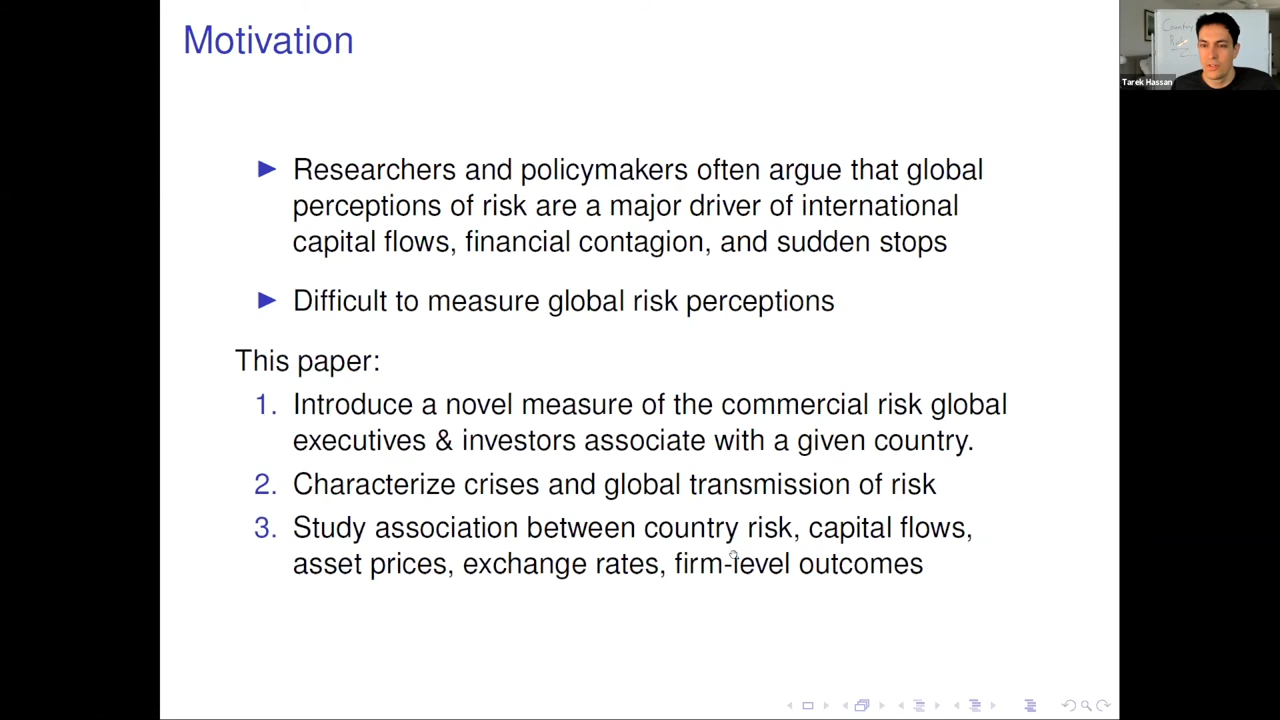 Motivation
Country
Tarek Hassan
▶ Researchers and policymakers often argue that global
perceptions of risk are a major driver of international
capital flows, financial contagion, and sudden stops
▶ Difficult to measure global risk perceptions
This paper:
1. Introduce a novel measure of the commercial risk global
executives & investors associate with a given country.
2. Characterize crises and global transmission of risk
3. Study association between country risk, capital flows,
asset prices, exchange rates, firm-level outcomes